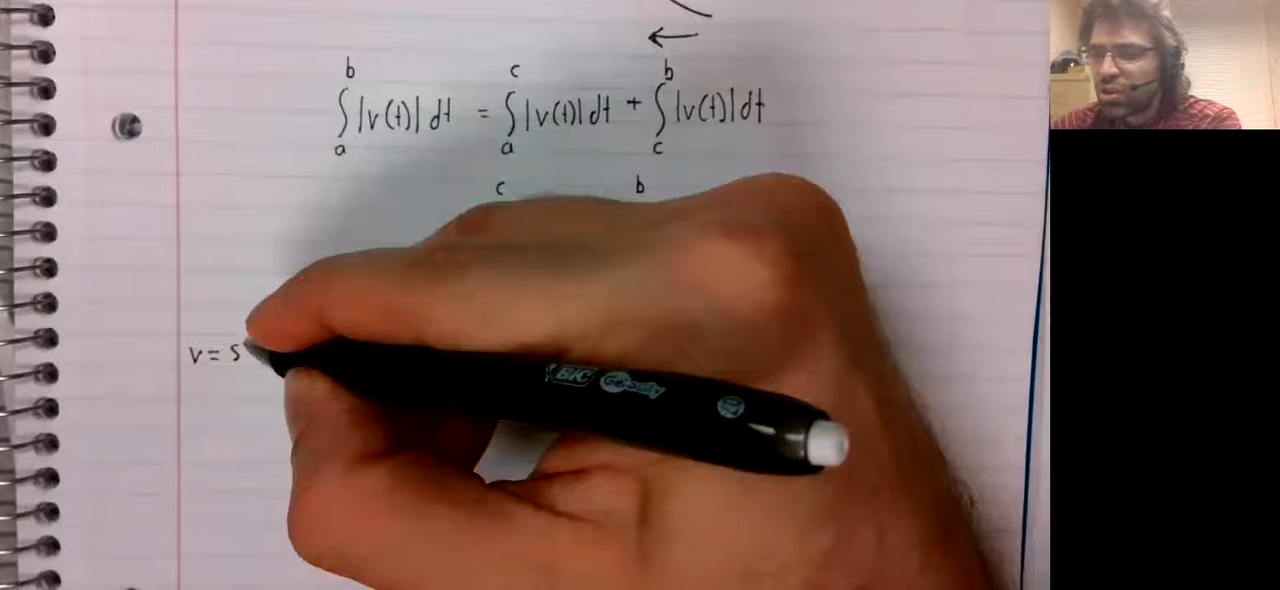 ←
∫_a^b |v(t)| dt = ∫_a^c |v(t)| dt + ∫_c^b |v(t)| dt
c b
v = s
BIC